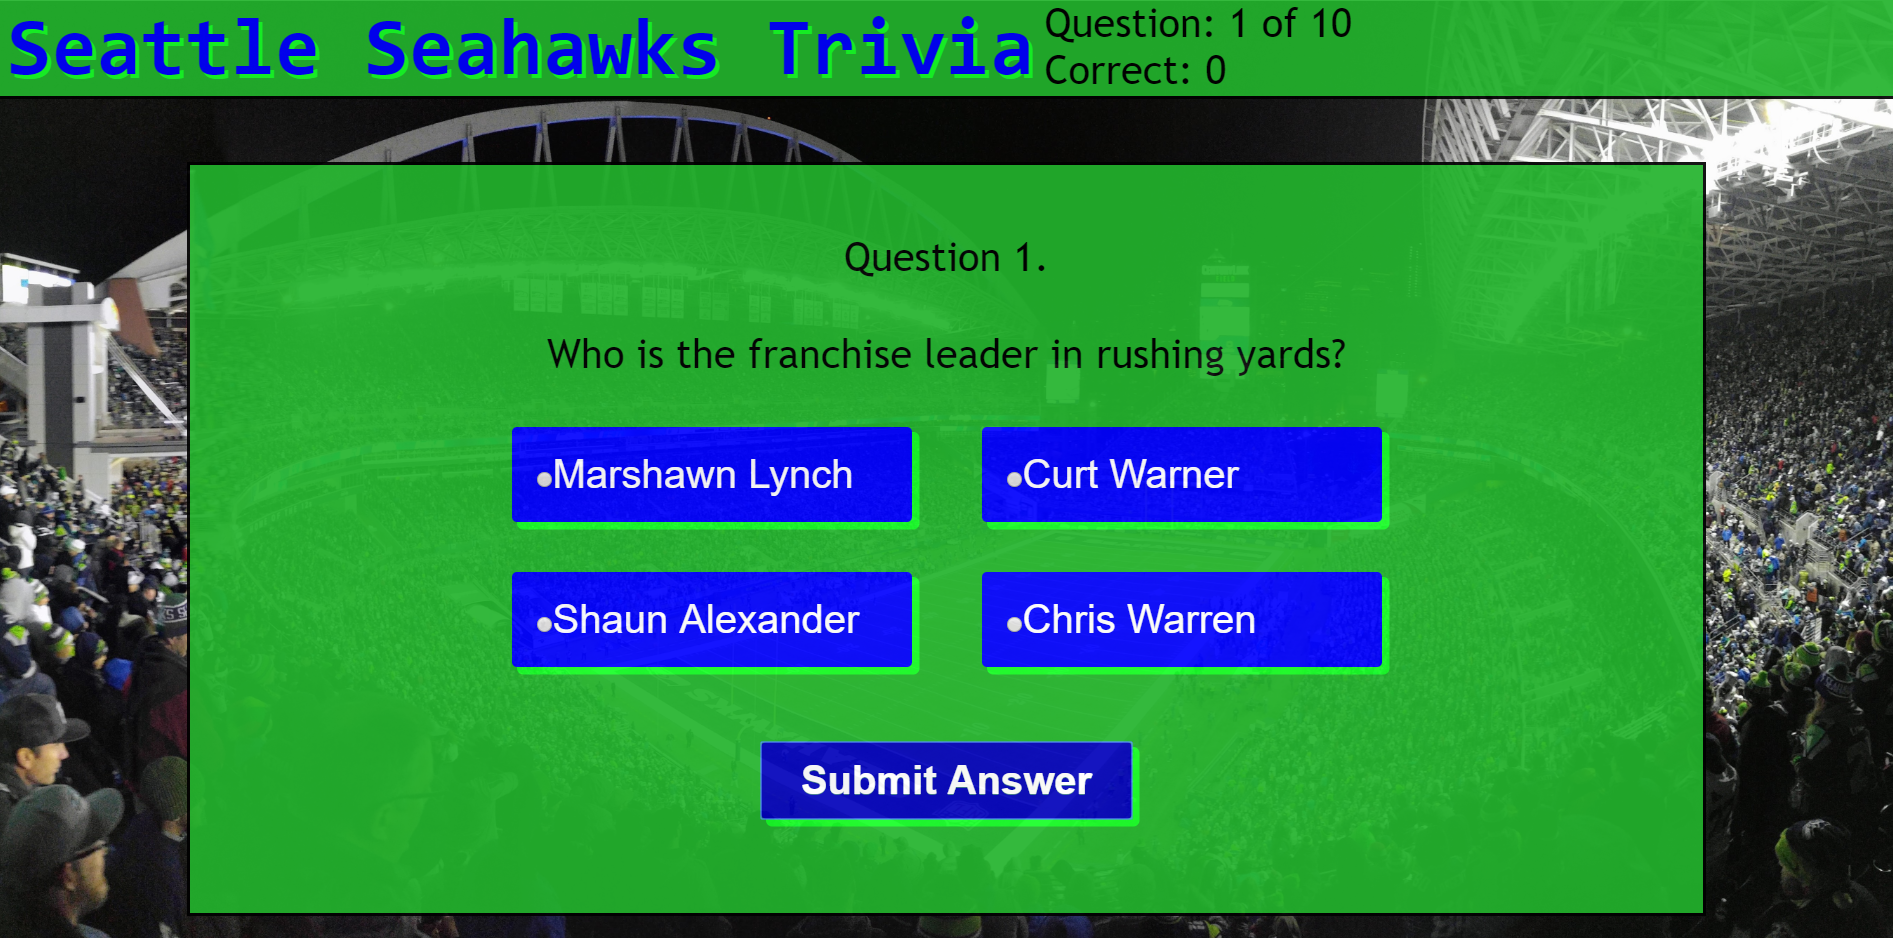 Seattle Seahawks Trivia
Question: 1 of 10
Correct: 0
Question 1.
Who is the franchise leader in rushing yards?
Marshawn Lynch
Curt Warner
Shaun Alexander
Chris Warren
Submit Answer